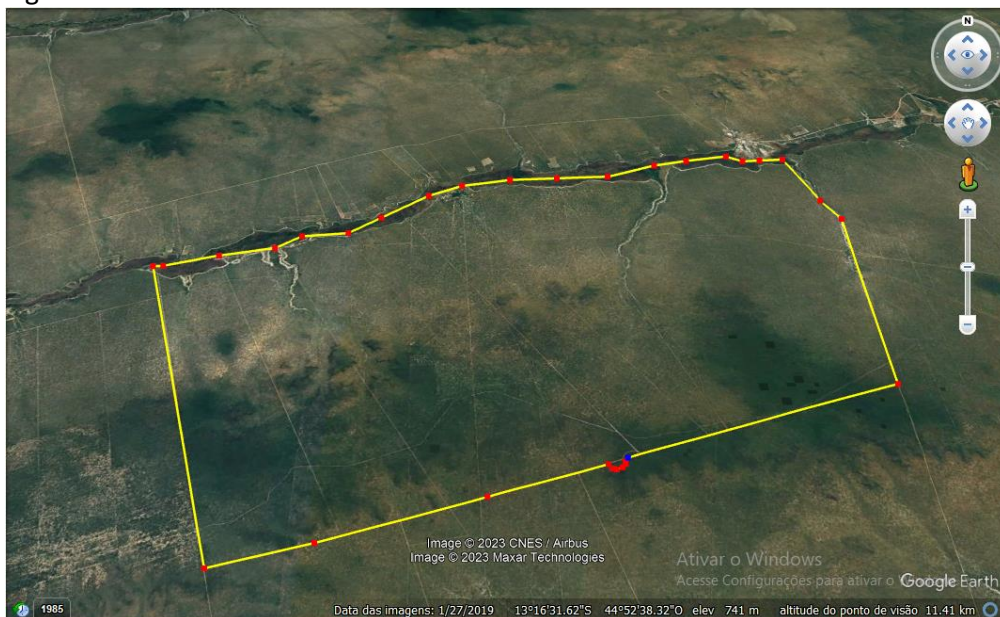 N
Image © 2023 CNES / Airbus
Image © 2023 Maxar Technologies
Ativar o Windows
Acesse Configurações para ativar o
Google Earth
1985
Data das imagens: 1/27/2019 13°16'31.62"S 44°52'38.32"O elev 741 m altitude do ponto de visão 11.41 km